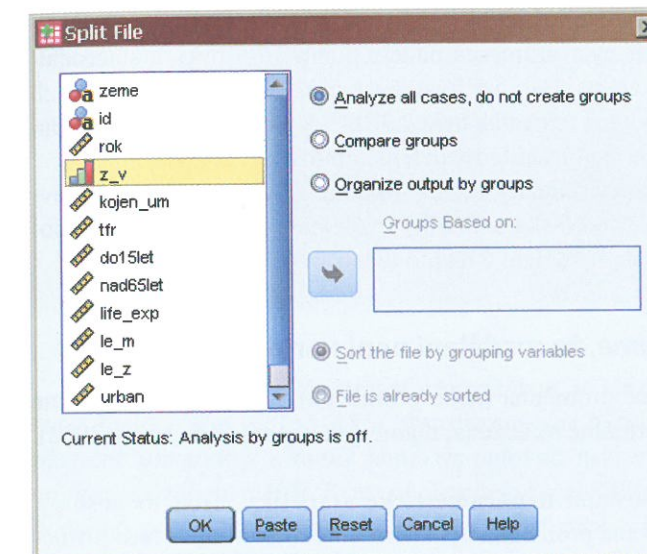 Split File
zeme
id
rok
z_v
kojen_um
tfr
do15let
nad65let
life_exp
le_m
le_z
urban
Analyze all cases, do not create groups
Compare groups
Organize output by groups
Groups Based on:
Sort the file by grouping variables
File is already sorted
Current Status: Analysis by groups is off.
OK
Paste
Reset
Cancel
Help